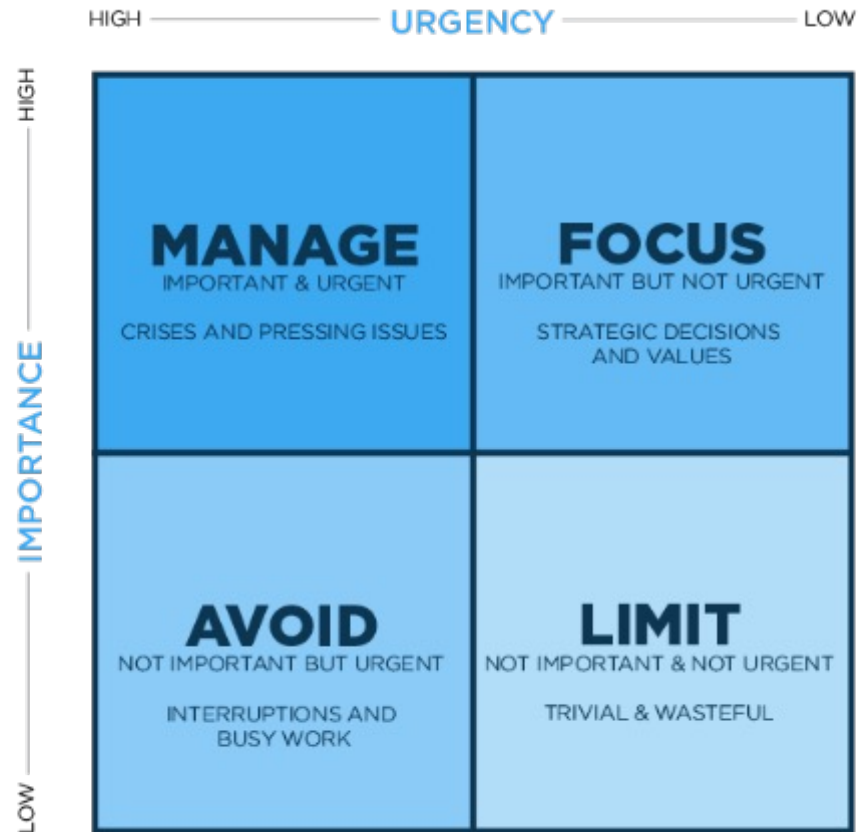 HIGH URGENCY LOW
HIGH
IMPORTANCE
LOW
MANAGE
IMPORTANT & URGENT
CRISES AND PRESSING ISSUES
FOCUS
IMPORTANT BUT NOT URGENT
STRATEGIC DECISIONS
AND VALUES
AVOID
NOT IMPORTANT BUT URGENT
INTERRUPTIONS AND
BUSY WORK
LIMIT
NOT IMPORTANT & NOT URGENT
TRIVIAL & WASTEFUL